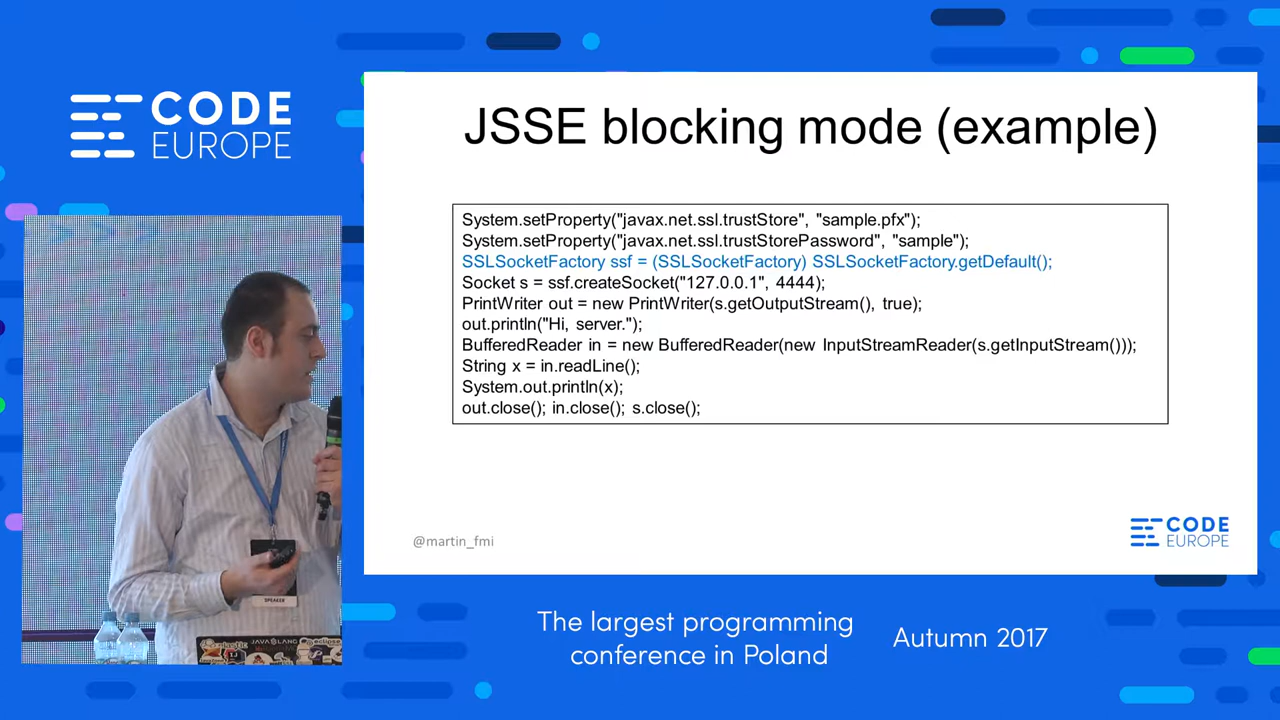 CODE
EUROPE
JSSE blocking mode (example)
System.setProperty("javax.net.ssl.trustStore", "sample.pfx");
System.setProperty("javax.net.ssl.trustStorePassword", "sample");
SSLSocketFactory ssf = (SSLSocketFactory) SSLSocketFactory.getDefault();
Socket s = ssf.createSocket("127.0.0.1", 4444);
PrintWriter out = new PrintWriter(s.getOutputStream(), true);
out.println("Hi, server.");
BufferedReader in = new BufferedReader(new InputStreamReader(s.getInputStream()));
String x = in.readLine();
System.out.println(x);
out.close(); in.close(); s.close();
@martin_fmi
CODE
EUROPE
SPEAKER
JAVA2LANG
eclipse
The largest programming
conference in Poland
Autumn 2017